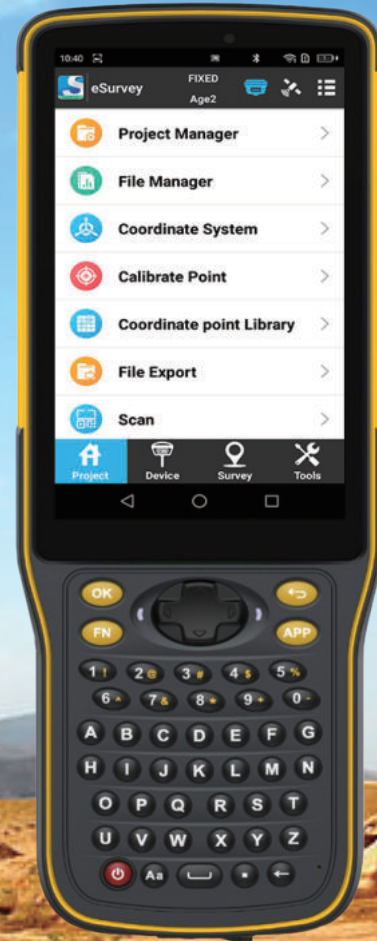 10:40
eSurvey
FIXED
Age2
Project Manager
File Manager
Coordinate System
Calibrate Point
Coordinate point Library
File Export
Scan
Project Device Survey Tools
OK
FN APP
1 ! 2 @ 3 # 4 $ 5 %
6 ^ 7 & 8 * 9 + 0 -
A B C D E F G
H I J K L M N
O P Q R S T
U V W X Y Z
Aa